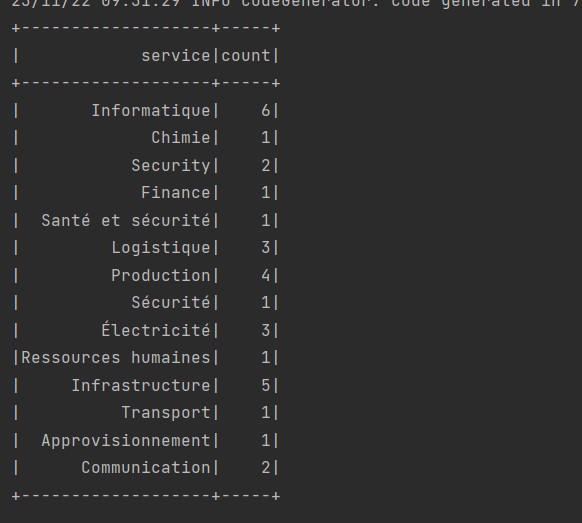 23/11/22 09:31:29 INFO CodeGenerator: Code generated in 7
+-------------------+-----+
|            service|count|
+-------------------+-----+
|       Informatique|    6|
|             Chimie|    1|
|           Security|    2|
|            Finance|    1|
|  Santé et sécurité|    1|
|         Logistique|    3|
|         Production|    4|
|           Sécurité|    1|
|        Électricité|    3|
|Ressources humaines|    1|
|     Infrastructure|    5|
|          Transport|    1|
|  Approvisionnement|    1|
|      Communication|    2|
+-------------------+-----+